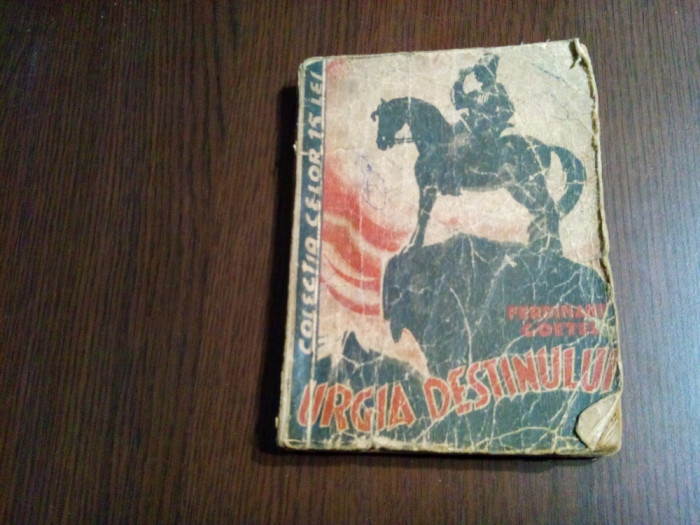 COLECȚIA CELOR 15 LEI
FERDINAND
GOETEL
URGIA DESTINULUI